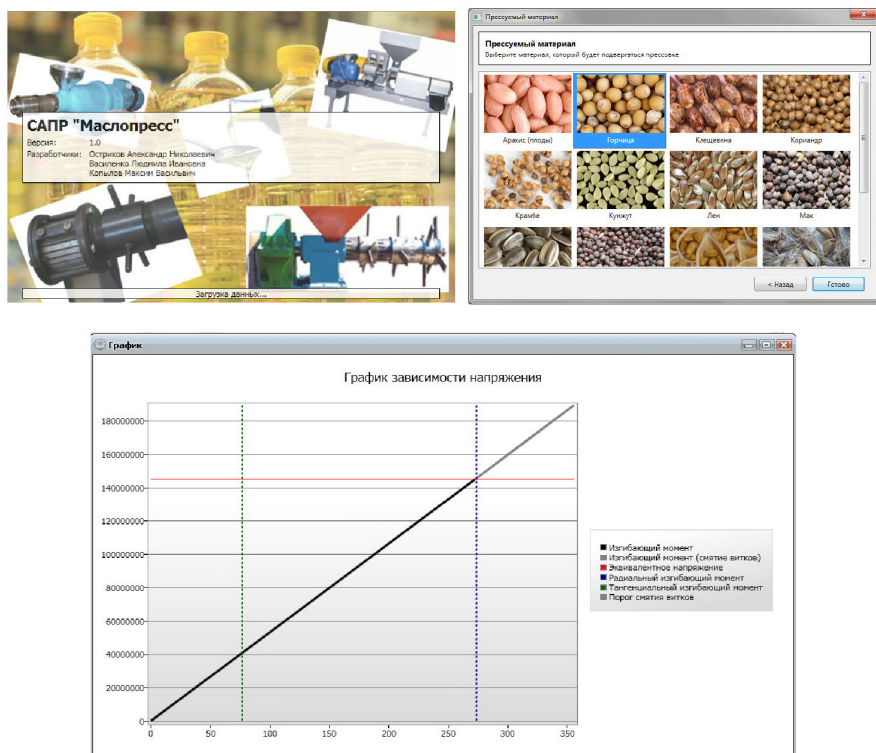 САПР "Маслопресс"
Версия: 1.0
Разработчики: Остриков Александр Николаевич
Василенко Людмила Ивановна
Копылов Максим Васильвич
Загрузка данных...
Прессуемый материал
Прессуемый материал
Выберите материал, который будет подвергаться прессовке
Арахис (плоды) Горчица Клещевина Кориандр
Крамбе Кунжут Лен Мак
< Назад Готово
График
График зависимости напряжения
180000000
160000000
140000000
120000000
100000000
80000000
60000000
40000000
20000000
0
0 50 100 150 200 250 300 350
Изгибающий момент
Изгибающий момент (смятие витков)
Эквивалентное напряжение
Радиальный изгибающий момент
Тангенциальный изгибающий момент
Порог смятия витков